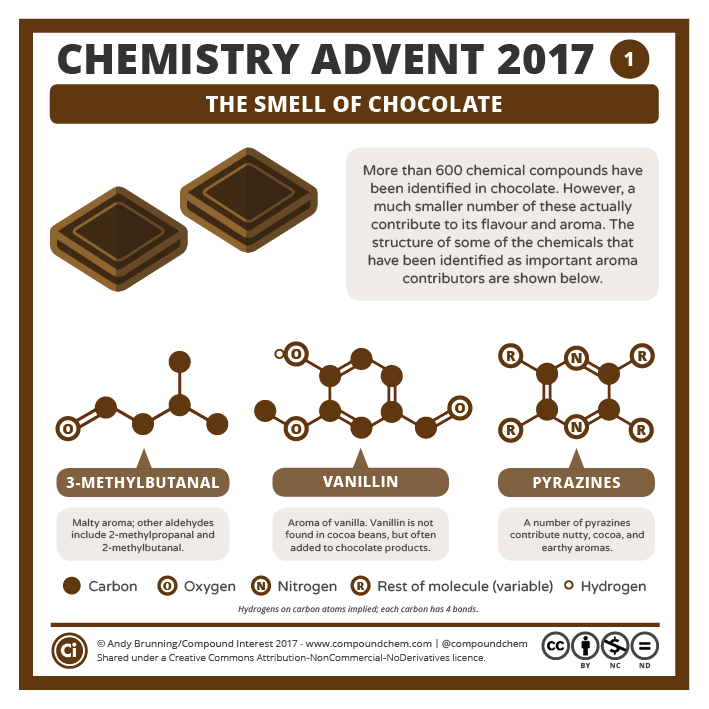 CHEMISTRY ADVENT 2017 1
THE SMELL OF CHOCOLATE
More than 600 chemical compounds have
been identified in chocolate. However, a
much smaller number of these actually
contribute to its flavour and aroma. The
structure of some of the chemicals that
have been identified as important aroma
contributors are shown below.
O
O
O
O
R
N
R
R
N
R
3-METHYLBUTANAL
VANILLIN
PYRAZINES
Malty aroma; other aldehydes
include 2-methylpropanal and
2-methylbutanal.
Aroma of vanilla. Vanillin is not
found in cocoa beans, but often
added to chocolate products.
A number of pyrazines
contribute nutty, cocoa, and
earthy aromas.
Carbon O Oxygen N Nitrogen R Rest of molecule (variable) Hydrogen
Hydrogens on carbon atoms implied; each carbon has 4 bonds.
Ci
© Andy Brunning/Compound Interest 2017 - www.compoundchem.com | @compoundchem
Shared under a Creative Commons Attribution-NonCommercial-NoDerivatives licence.
cc $ =
BY NC ND